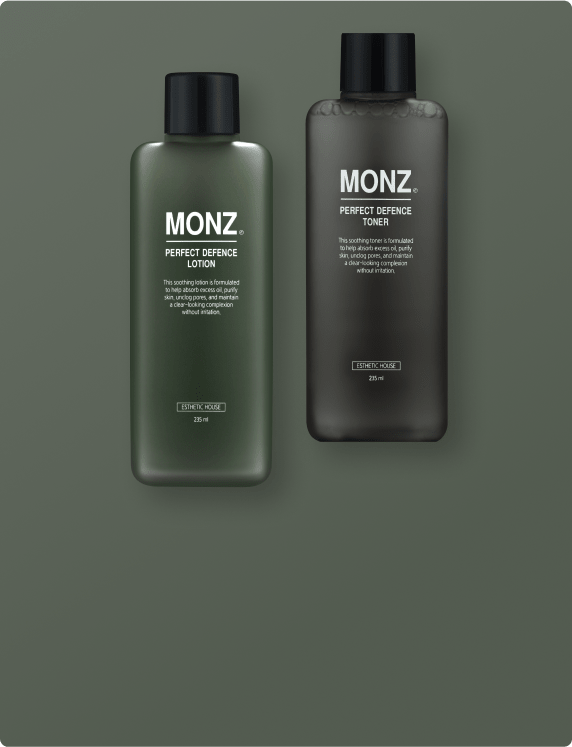 MONZ
PERFECT DEFENCE
LOTION
This soothing lotion is formulated
to help absorb excess oil, purify
skin, unclog pores, and maintain
a clear-looking complexion
without irritation.
ESTHETIC HOUSE
235 ml
MONZ
PERFECT DEFENCE
TONER
This soothing toner is formulated
to help absorb excess oil, purify
skin, unclog pores, and maintain
a clear-looking complexion
without irritation.
ESTHETIC HOUSE
235 ml